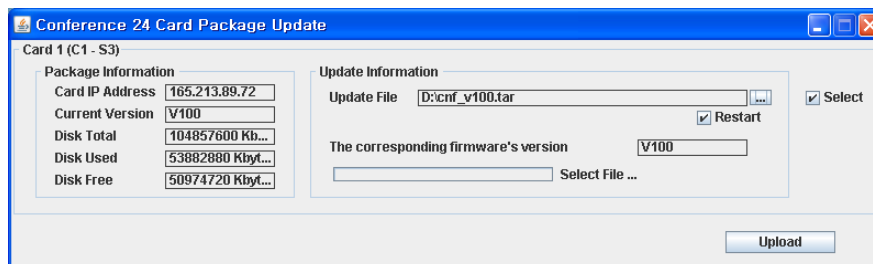 Conference 24 Card Package Update
Card 1 (C1 - S3)
Package Information
Card IP Address 165.213.89.72
Current Version V100
Disk Total 104857600 Kb...
Disk Used 53882880 Kbyt...
Disk Free 50974720 Kbyt...
Update Information
Update File D:\cnf_v100.tar ...
Restart
The corresponding firmware's version V100
Select File ...
Select
Upload